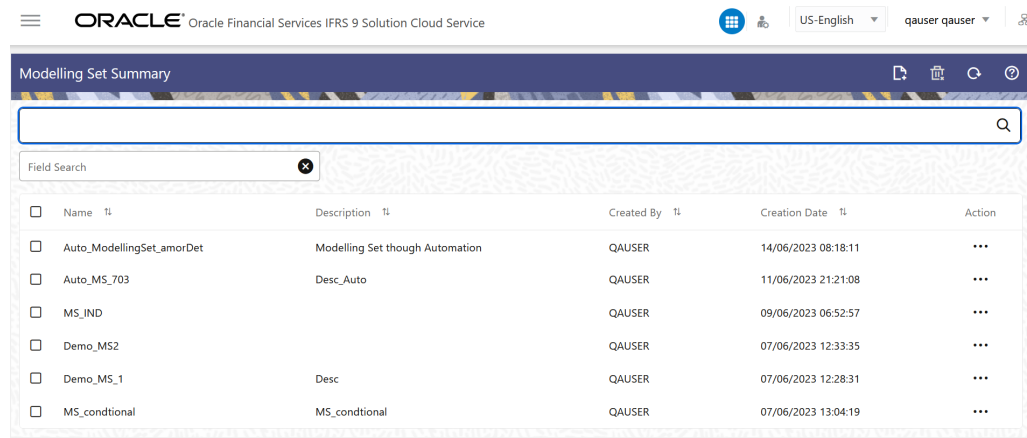 ORACLE® Oracle Financial Services IFRS 9 Solution Cloud Service US-English qauser qauser
Modelling Set Summary
Field Search
Name Description Created By Creation Date Action
Auto_ModellingSet_amorDet Modelling Set though Automation QAUSER 14/06/2023 08:18:11
Auto_MS_703 Desc_Auto QAUSER 11/06/2023 21:21:08
MS_IND QAUSER 09/06/2023 06:52:57
Demo_MS2 QAUSER 07/06/2023 12:33:35
Demo_MS_1 Desc QAUSER 07/06/2023 12:28:31
MS_condtional MS_condtional QAUSER 07/06/2023 13:04:19